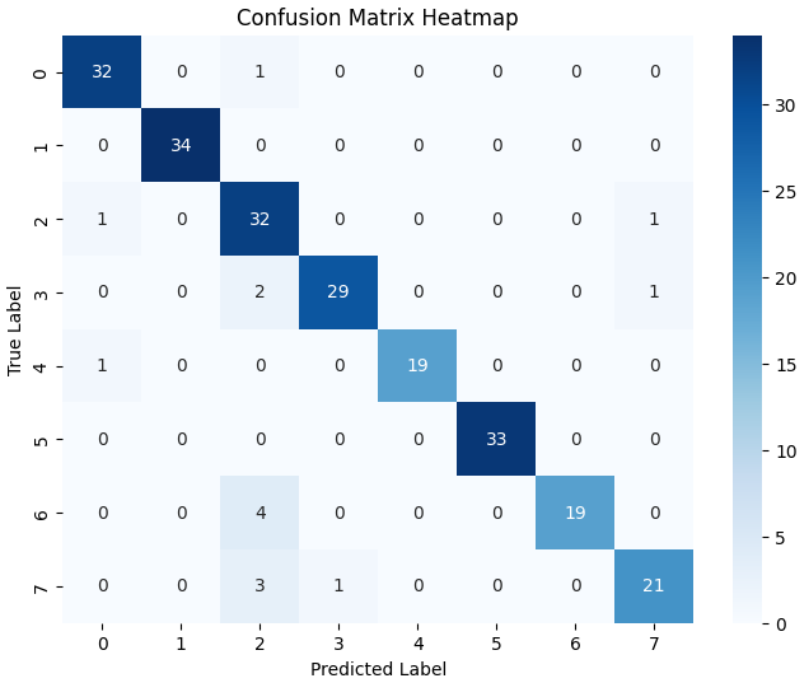 Confusion Matrix Heatmap
0 32 0 1 0 0 0 0 0
1 0 34 0 0 0 0 0 0
2 1 0 32 0 0 0 0 1
3 0 0 2 29 0 0 0 1
4 1 0 0 0 19 0 0 0
5 0 0 0 0 0 33 0 0
6 0 0 4 0 0 0 19 0
7 0 0 3 1 0 0 0 21
0 1 2 3 4 5 6 7
True Label
Predicted Label
30
25
20
15
10
5
0